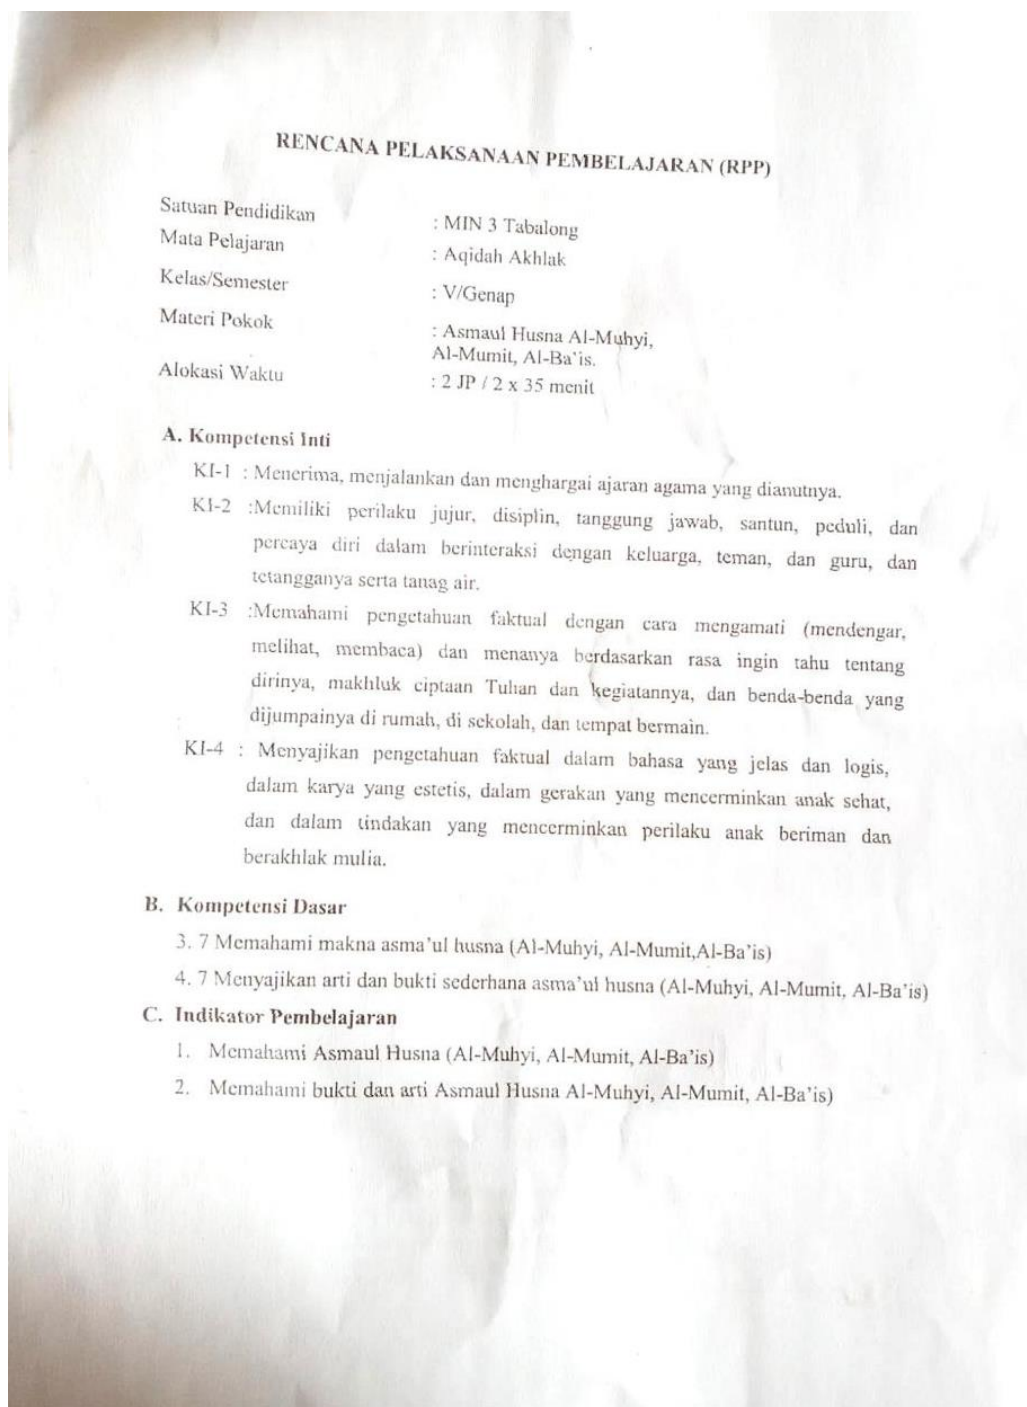 RENCANA PELAKSANAAN PEMBELAJARAN (RPP)
Satuan Pendidikan : MIN 3 Tabalong
Mata Pelajaran : Aqidah Akhlak
Kelas/Semester : V/Genap
Materi Pokok : Asmaul Husna Al-Muhyi,
Al-Mumit, Al-Ba'is.
Alokasi Waktu : 2 JP / 2 x 35 menit
A. Kompetensi Inti
KI-1 : Menerima, menjalankan dan menghargai ajaran agama yang dianutnya.
KI-2 :Memiliki perilaku jujur, disiplin, tanggung jawab, santun, peduli, dan
percaya diri dalam berinteraksi dengan keluarga, teman, dan guru, dan
tetangganya serta tanag air.
KI-3 :Memahami pengetahuan faktual dengan cara mengamati (mendengar,
melihat, membaca) dan menanya berdasarkan rasa ingin tahu tentang
dirinya, makhluk ciptaan Tuhan dan kegiatannya, dan benda-benda yang
dijumpainya di rumah, di sekolah, dan tempat bermain.
KI-4 : Menyajikan pengetahuan faktual dalam bahasa yang jelas dan logis,
dalam karya yang estetis, dalam gerakan yang mencerminkan anak sehat,
dan dalam tindakan yang mencerminkan perilaku anak beriman dan
berakhlak mulia.
B. Kompetensi Dasar
3. 7 Memahami makna asma'ul husna (Al-Muhyi, Al-Mumit,Al-Ba'is)
4. 7 Menyajikan arti dan bukti sederhana asma'ul husna (Al-Muhyi, Al-Mumit, Al-Ba'is)
C. Indikator Pembelajaran
1. Memahami Asmaul Husna (Al-Muhyi, Al-Mumit, Al-Ba'is)
2. Memahami bukti dan arti Asmaul Husna Al-Muhyi, Al-Mumit, Al-Ba'is)